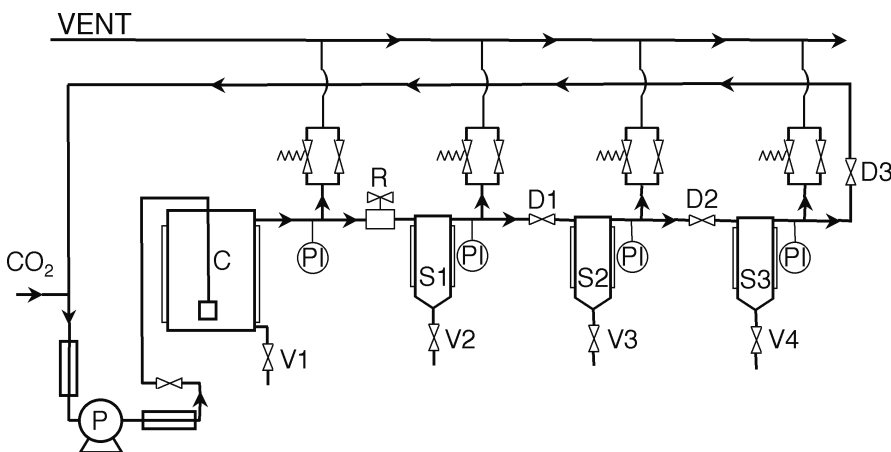 VENT
R
D1
D2
D3
C
PI
S1
PI
S2
PI
S3
PI
CO₂
V1
V2
V3
V4
P